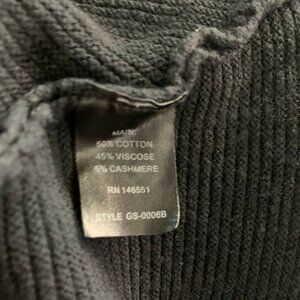 MAIN:
50% COTTON
45% VISCOSE
5% CASHMERE
RN 146551
STYLE GS-0006B